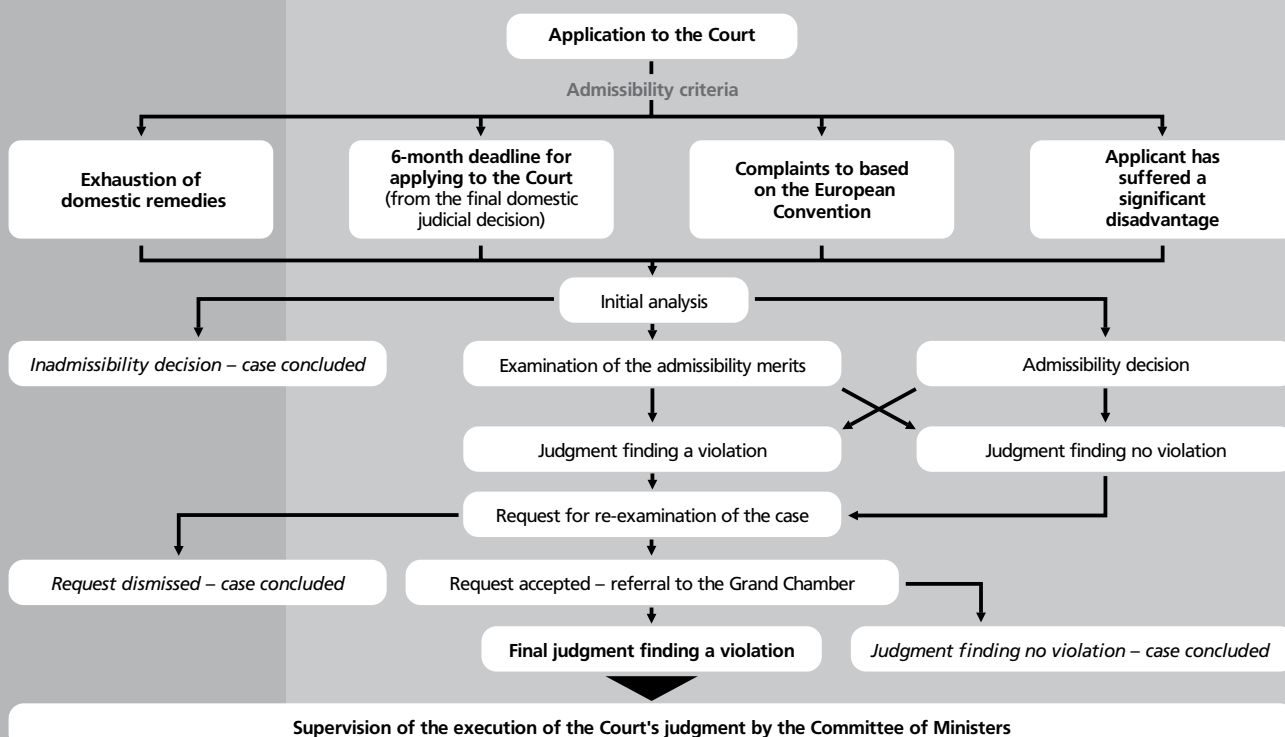 Application to the Court
Admissibility criteria
Exhaustion of
domestic remedies
6-month deadline for
applying to the Court
(from the final domestic
judicial decision)
Complaints to based
on the European
Convention
Applicant has
suffered a
significant
disadvantage
Initial analysis
Inadmissibility decision – case concluded
Examination of the admissibility merits
Admissibility decision
Judgment finding a violation
Judgment finding no violation
Request for re-examination of the case
Request dismissed – case concluded
Request accepted – referral to the Grand Chamber
Final judgment finding a violation
Judgment finding no violation – case concluded
Supervision of the execution of the Court's judgment by the Committee of Ministers